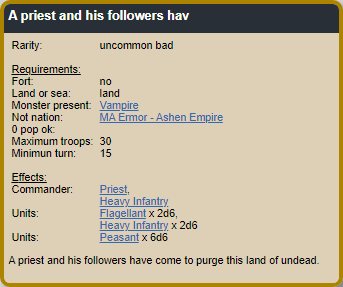 A priest and his followers hav
Rarity: uncommon bad
Requirements:
Fort: no
Land or sea: land
Monster present: Vampire
Not nation: MA Ermor - Ashen Empire
0 pop ok:
Maximum troops: 30
Minimun turn: 15
Effects:
Commander: Priest,
Heavy Infantry
Units: Flagellant x 2d6,
Heavy Infantry x 2d6
Units: Peasant x 6d6
A priest and his followers have come to purge this land of undead.